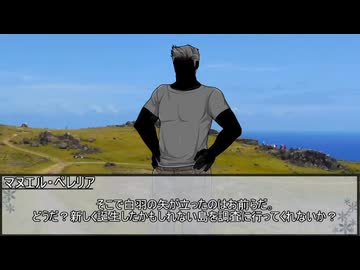 マヌエル・ベレリア
そこで白羽の矢が立ったのはお前らだ。
どうだ？新しく誕生したかもしれない島を調査に行ってくれないか？